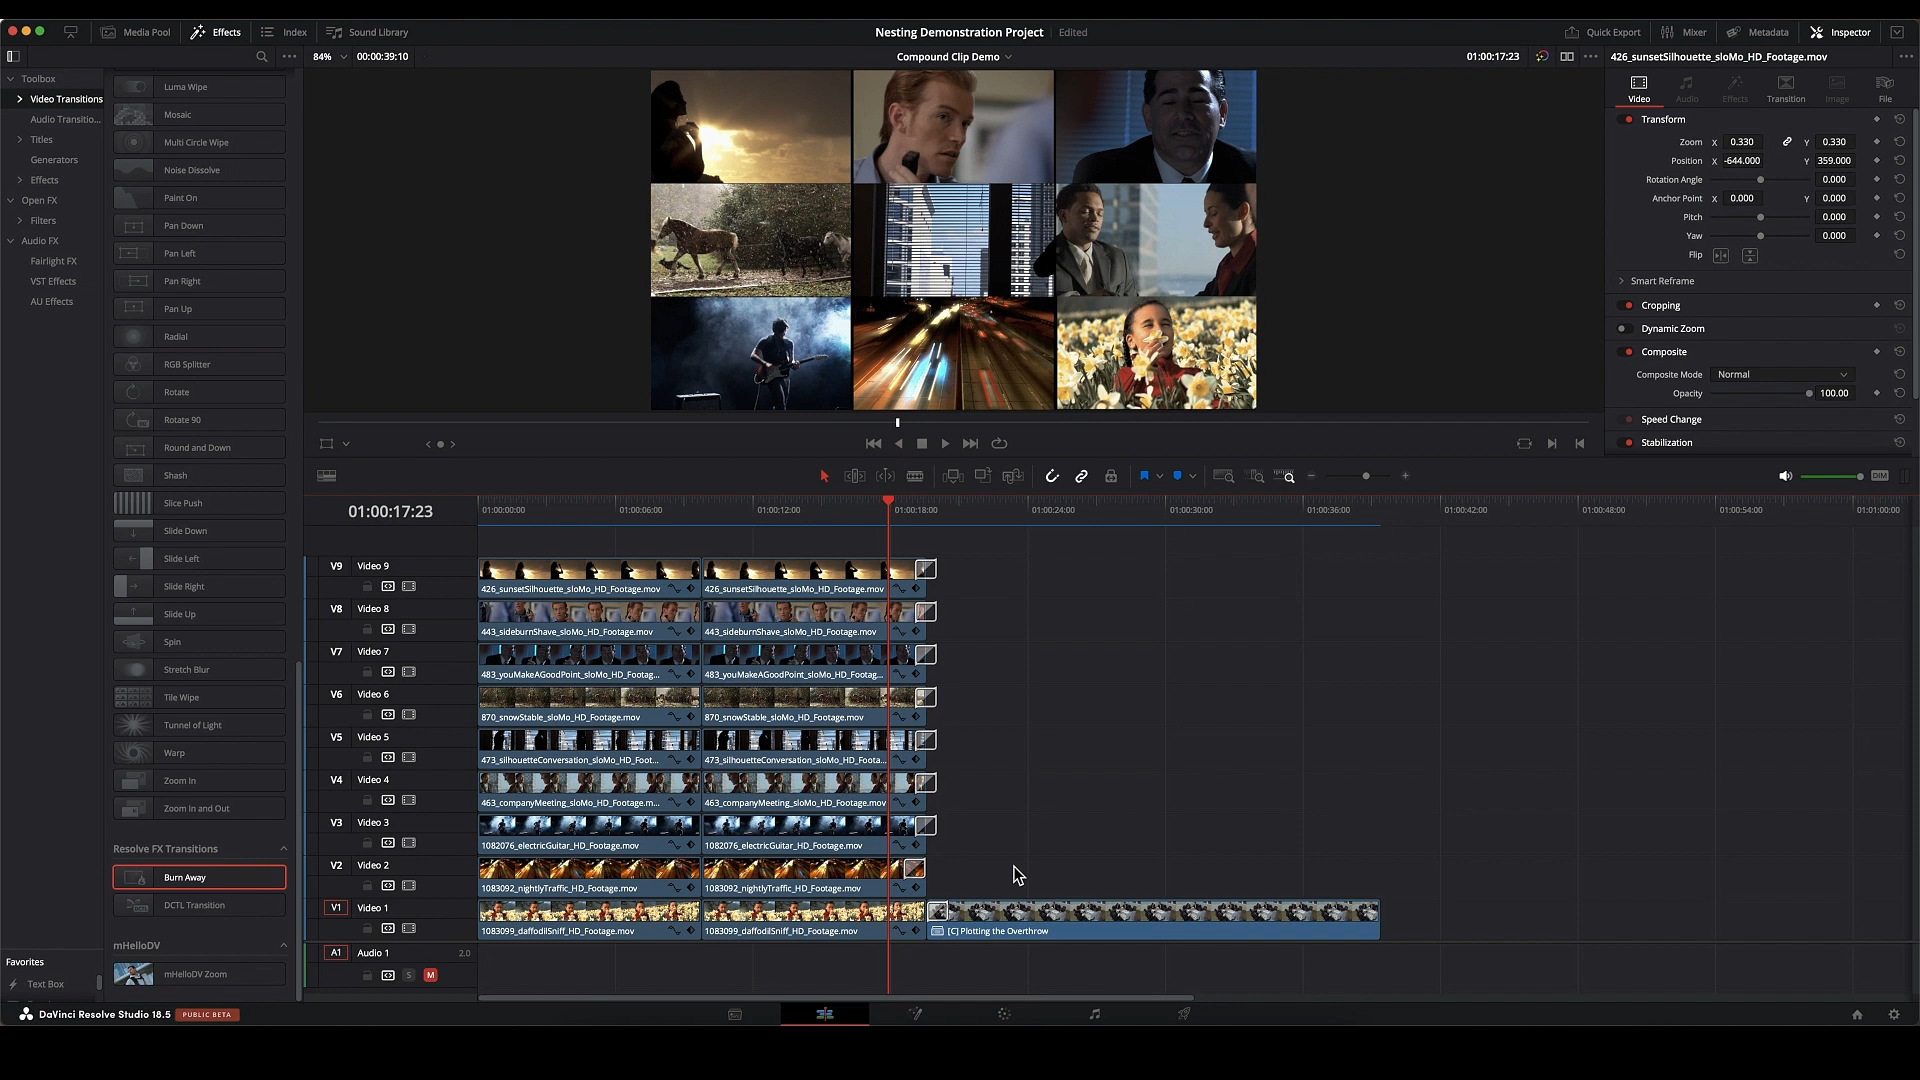 Media Pool
Effects
Index
Sound Library
Nesting Demonstration Project
Edited
Quick Export
Mixer
Metadata
Inspector
84%
00:00:39:10
Compound Clip Demo
01:00:17:23
426_sunsetSilhouette_sloMo_HD_Footage.mov
Toolbox
Video Transitions
Audio Transitio...
Titles
Generators
Effects
Open FX
Filters
Audio FX
Fairlight FX
VST Effects
AU Effects
Favorites
Text Box
Luma Wipe
Mosaic
Multi Circle Wipe
Noise Dissolve
Paint On
Pan Down
Pan Left
Pan Right
Pan Up
Radial
RGB Splitter
Rotate
Rotate 90
Round and Down
Shash
Slice Push
Slide Down
Slide Left
Slide Right
Slide Up
Spin
Stretch Blur
Tile Wipe
Tunnel of Light
Warp
Zoom In
Zoom In and Out
Resolve FX Transitions
Burn Away
DCTL Transition
mHelloDV
mHelloDV Zoom
Video
Audio
Effects
Transition
Image
File
Transform
Zoom X 0.330 Y 0.330
Position X -644.000 Y 359.000
Rotation Angle 0.000
Anchor Point X 0.000 Y 0.000
Pitch 0.000
Yaw 0.000
Flip
Smart Reframe
Cropping
Dynamic Zoom
Composite
Composite Mode Normal
Opacity 100.00
Speed Change
Stabilization
DIM
01:00:17:23
01:00:00:00
01:00:06:00
01:00:12:00
01:00:18:00
01:00:24:00
01:00:30:00
01:00:36:00
01:00:42:00
01:00:48:00
01:00:54:00
01:01:00:00
V9 Video 9
426_sunsetSilhouette_sloMo_HD_Footage.mov
426_sunsetSilhouette_sloMo_HD_Footage.mov
V8 Video 8
443_sideburnShave_sloMo_HD_Footage.mov
443_sideburnShave_sloMo_HD_Footage.mov
V7 Video 7
483_youMakeAGoodPoint_sloMo_HD_Footag...
483_youMakeAGoodPoint_sloMo_HD_Footag...
V6 Video 6
870_snowStable_sloMo_HD_Footage.mov
870_snowStable_sloMo_HD_Footage.mov
V5 Video 5
473_silhouetteConversation_sloMo_HD_Foot...
473_silhouetteConversation_sloMo_HD_Foota...
V4 Video 4
463_companyMeeting_sloMo_HD_Footage.m...
463_companyMeeting_sloMo_HD_Footage.mov
V3 Video 3
1082076_electricGuitar_HD_Footage.mov
1082076_electricGuitar_HD_Footage.mov
V2 Video 2
1083092_nightlyTraffic_HD_Footage.mov
1083092_nightlyTraffic_HD_Footage.mov
V1 Video 1
1083099_daffodilSniff_HD_Footage.mov
1083099_daffodilSniff_HD_Footage.mov
[C] Plotting the Overthrow
A1 Audio 1 2.0
S M
DaVinci Resolve Studio 18.5 PUBLIC BETA